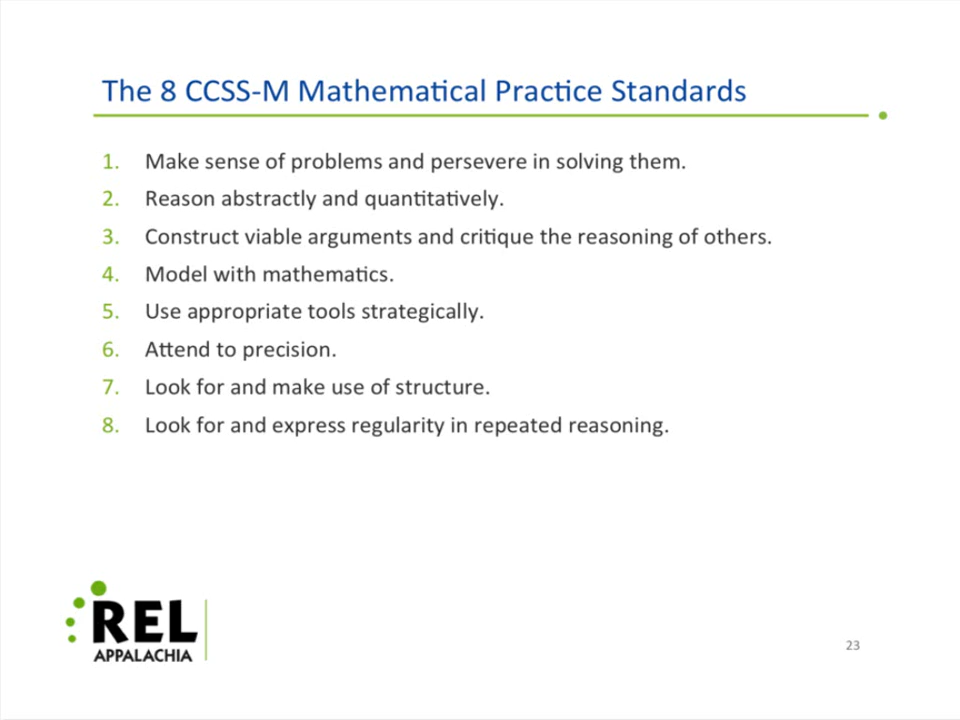 The 8 CCSS-M Mathematical Practice Standards
1. Make sense of problems and persevere in solving them.
2. Reason abstractly and quantitatively.
3. Construct viable arguments and critique the reasoning of others.
4. Model with mathematics.
5. Use appropriate tools strategically.
6. Attend to precision.
7. Look for and make use of structure.
8. Look for and express regularity in repeated reasoning.
REL
APPALACHIA
23